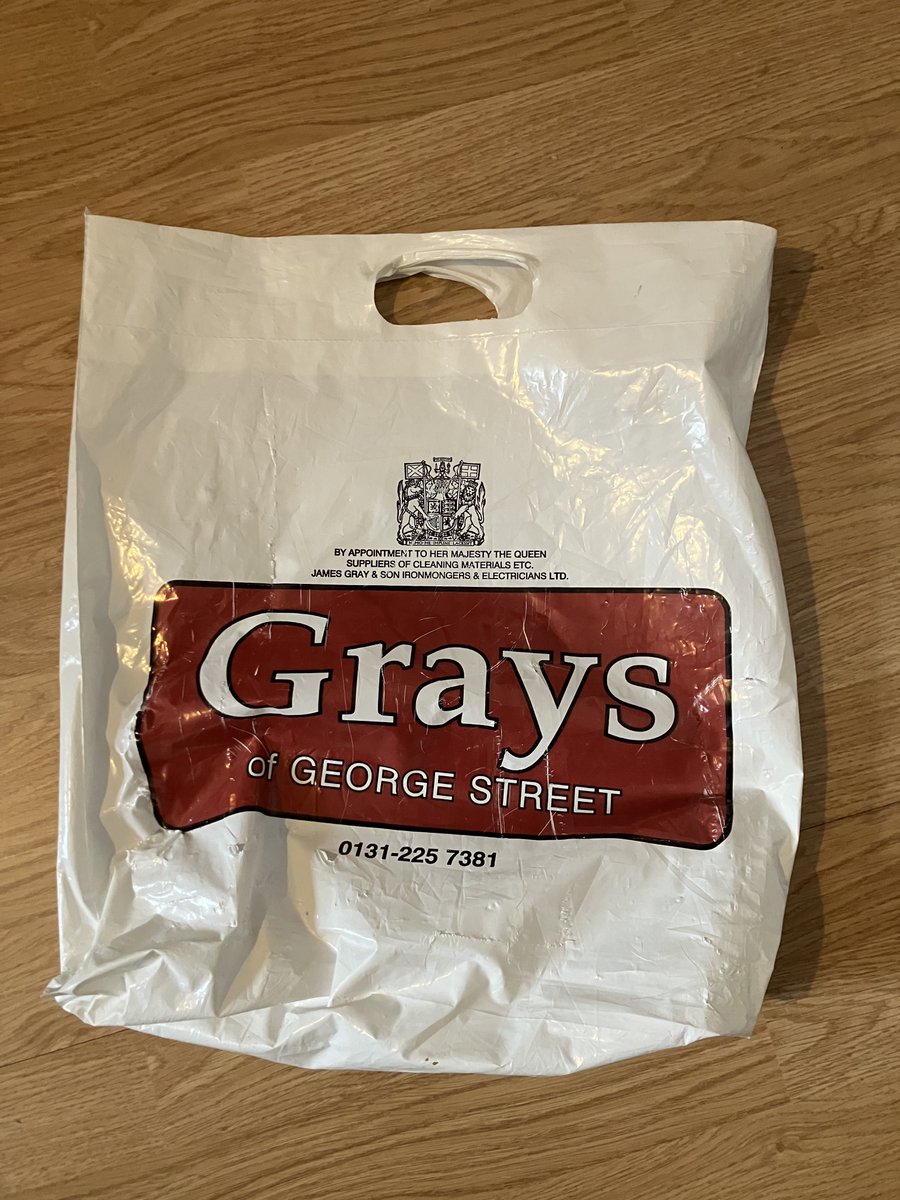 BY APPOINTMENT TO HER MAJESTY THE QUEEN
SUPPLIERS OF CLEANING MATERIALS ETC.
JAMES GRAY & SON IRONMONGERS & ELECTRICIANS LTD.
Grays
of GEORGE STREET
0131-225 7381